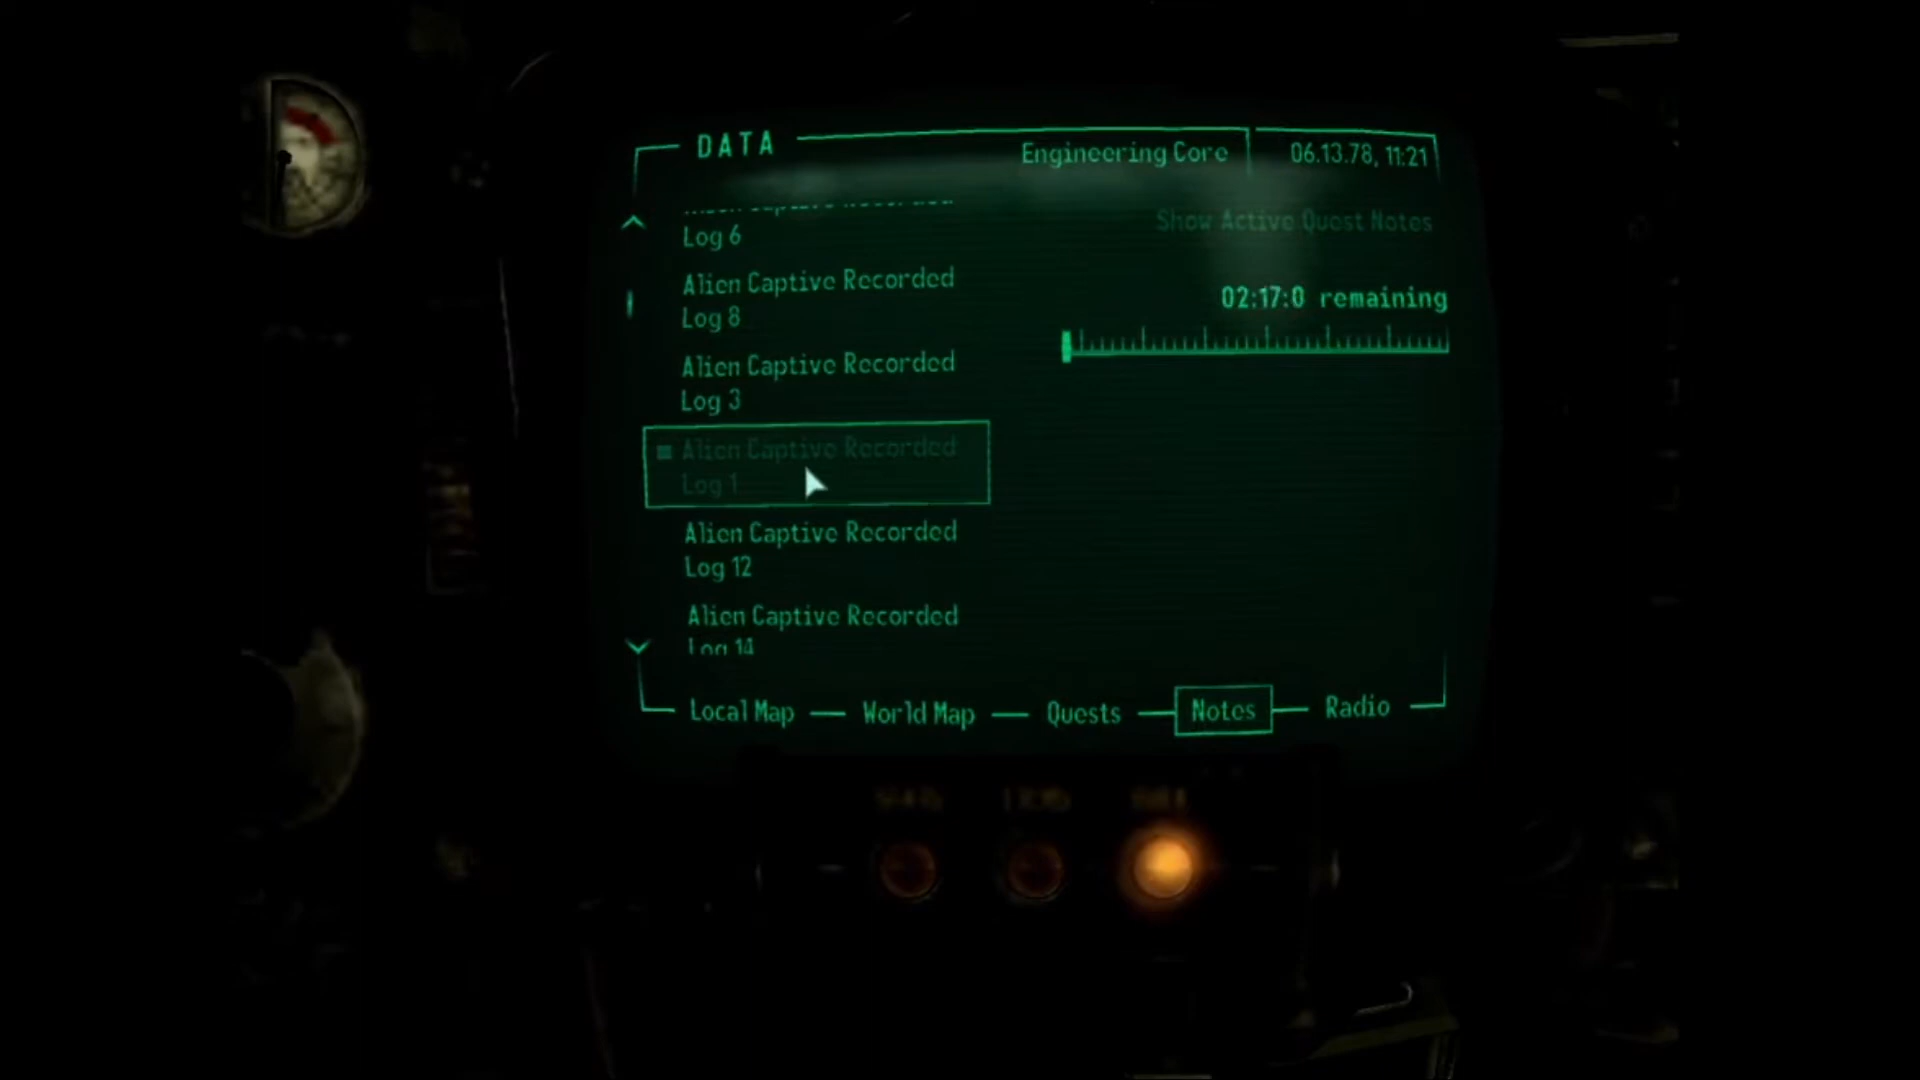 DATA
Engineering Core
06.13.78, 11:21
Log 6
Show Active Quest Notes
Alien Captive Recorded
Log 8
02:17:0 remaining
Alien Captive Recorded
Log 3
Alien Captive Recorded
Log 1
Alien Captive Recorded
Log 12
Alien Captive Recorded
Log 14
Local Map
World Map
Quests
Notes
Radio